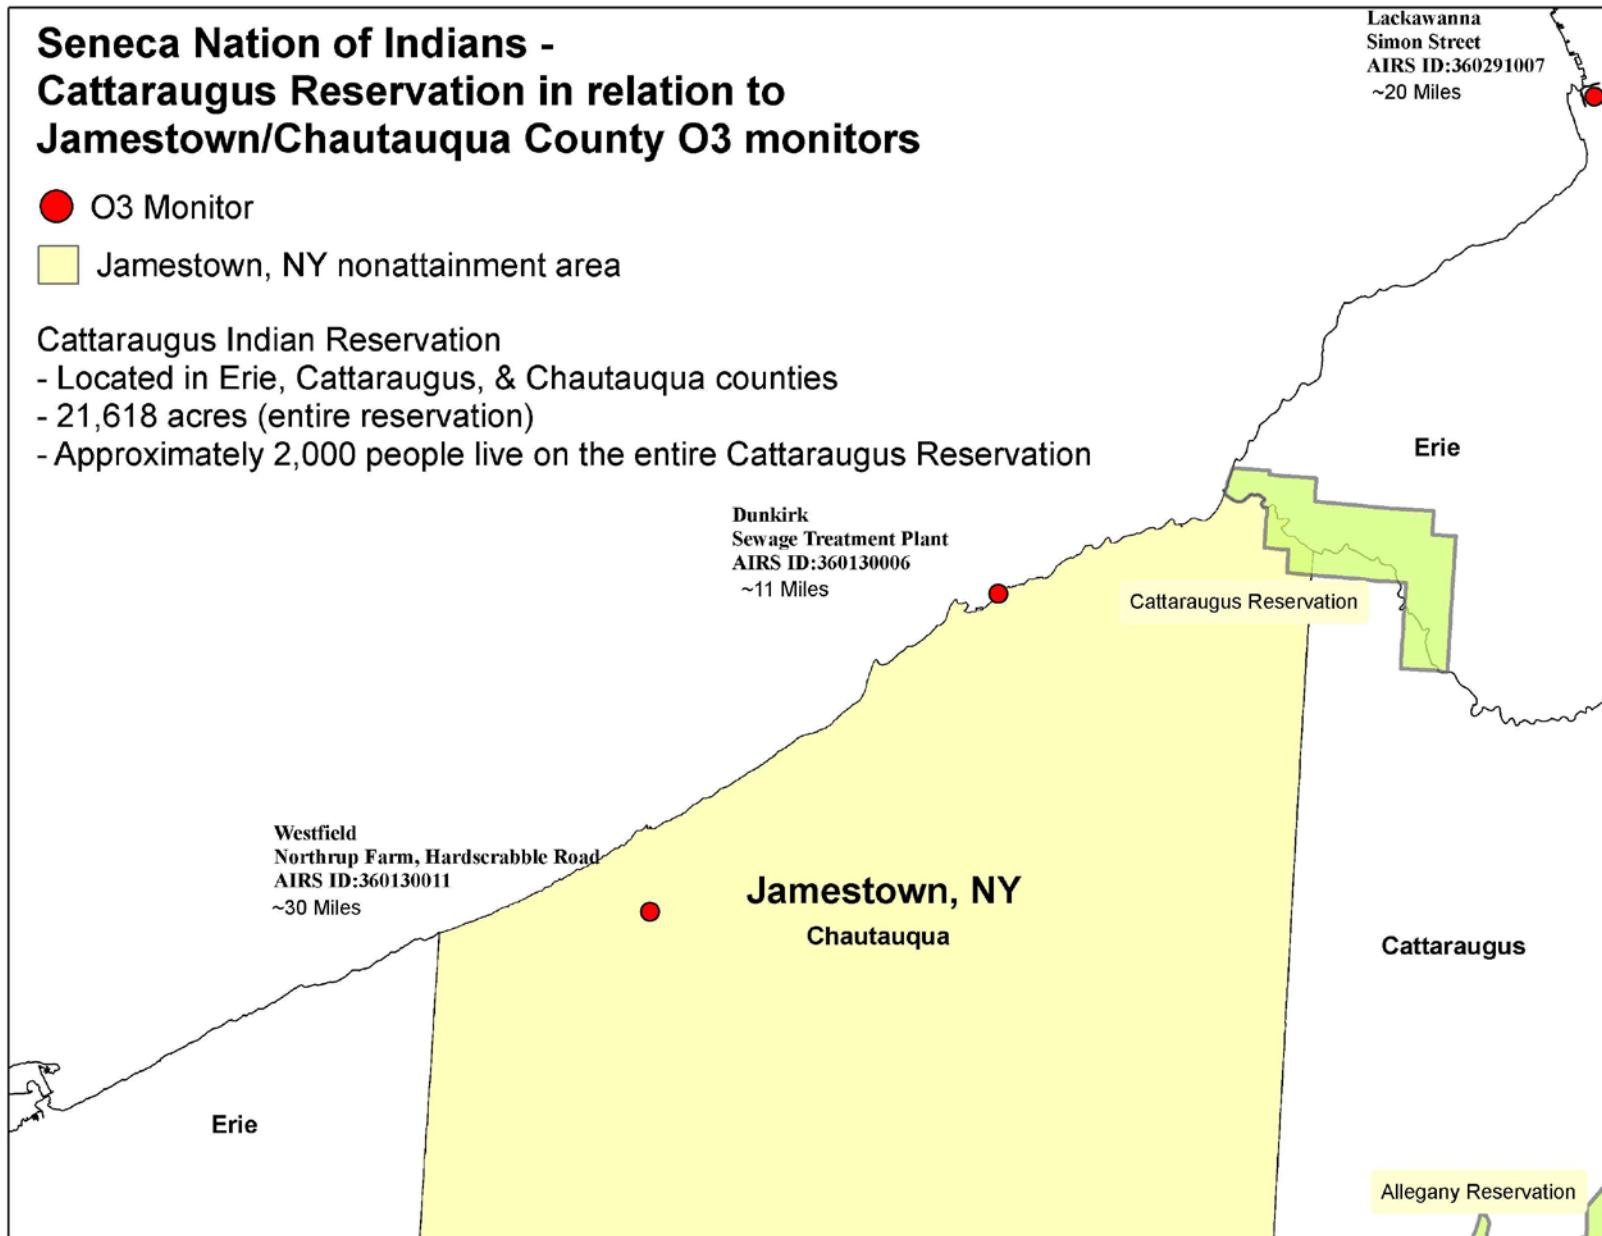 Seneca Nation of Indians -
Cattaraugus Reservation in relation to
Jamestown/Chautauqua County O3 monitors
O3 Monitor
Jamestown, NY nonattainment area
Cattaraugus Indian Reservation
- Located in Erie, Cattaraugus, & Chautauqua counties
- 21,618 acres (entire reservation)
- Approximately 2,000 people live on the entire Cattaraugus Reservation
Lackawanna
Simon Street
AIRS ID:360291007
~20 Miles
Erie
Dunkirk
Sewage Treatment Plant
AIRS ID:360130006
~11 Miles
Cattaraugus Reservation
Westfield
Northrup Farm, Hardscrabble Road
AIRS ID:360130011
~30 Miles
Jamestown, NY
Chautauqua
Cattaraugus
Erie
Allegany Reservation